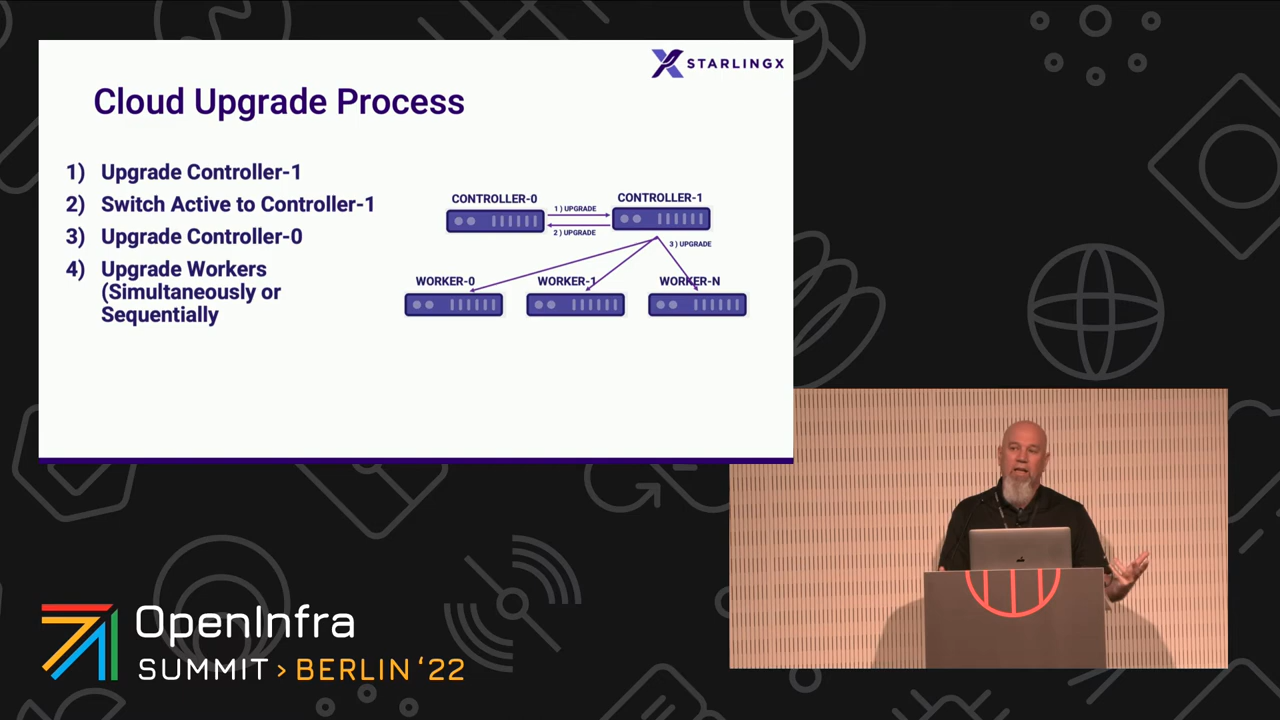 STARLINGX
Cloud Upgrade Process
1) Upgrade Controller-1
2) Switch Active to Controller-1
3) Upgrade Controller-0
4) Upgrade Workers
(Simultaneously or
Sequentially
CONTROLLER-0
CONTROLLER-1
1 ) UPGRADE
2 ) UPGRADE
3 ) UPGRADE
WORKER-0
WORKER-1
WORKER-N
OpenInfra
SUMMIT > BERLIN ‘22